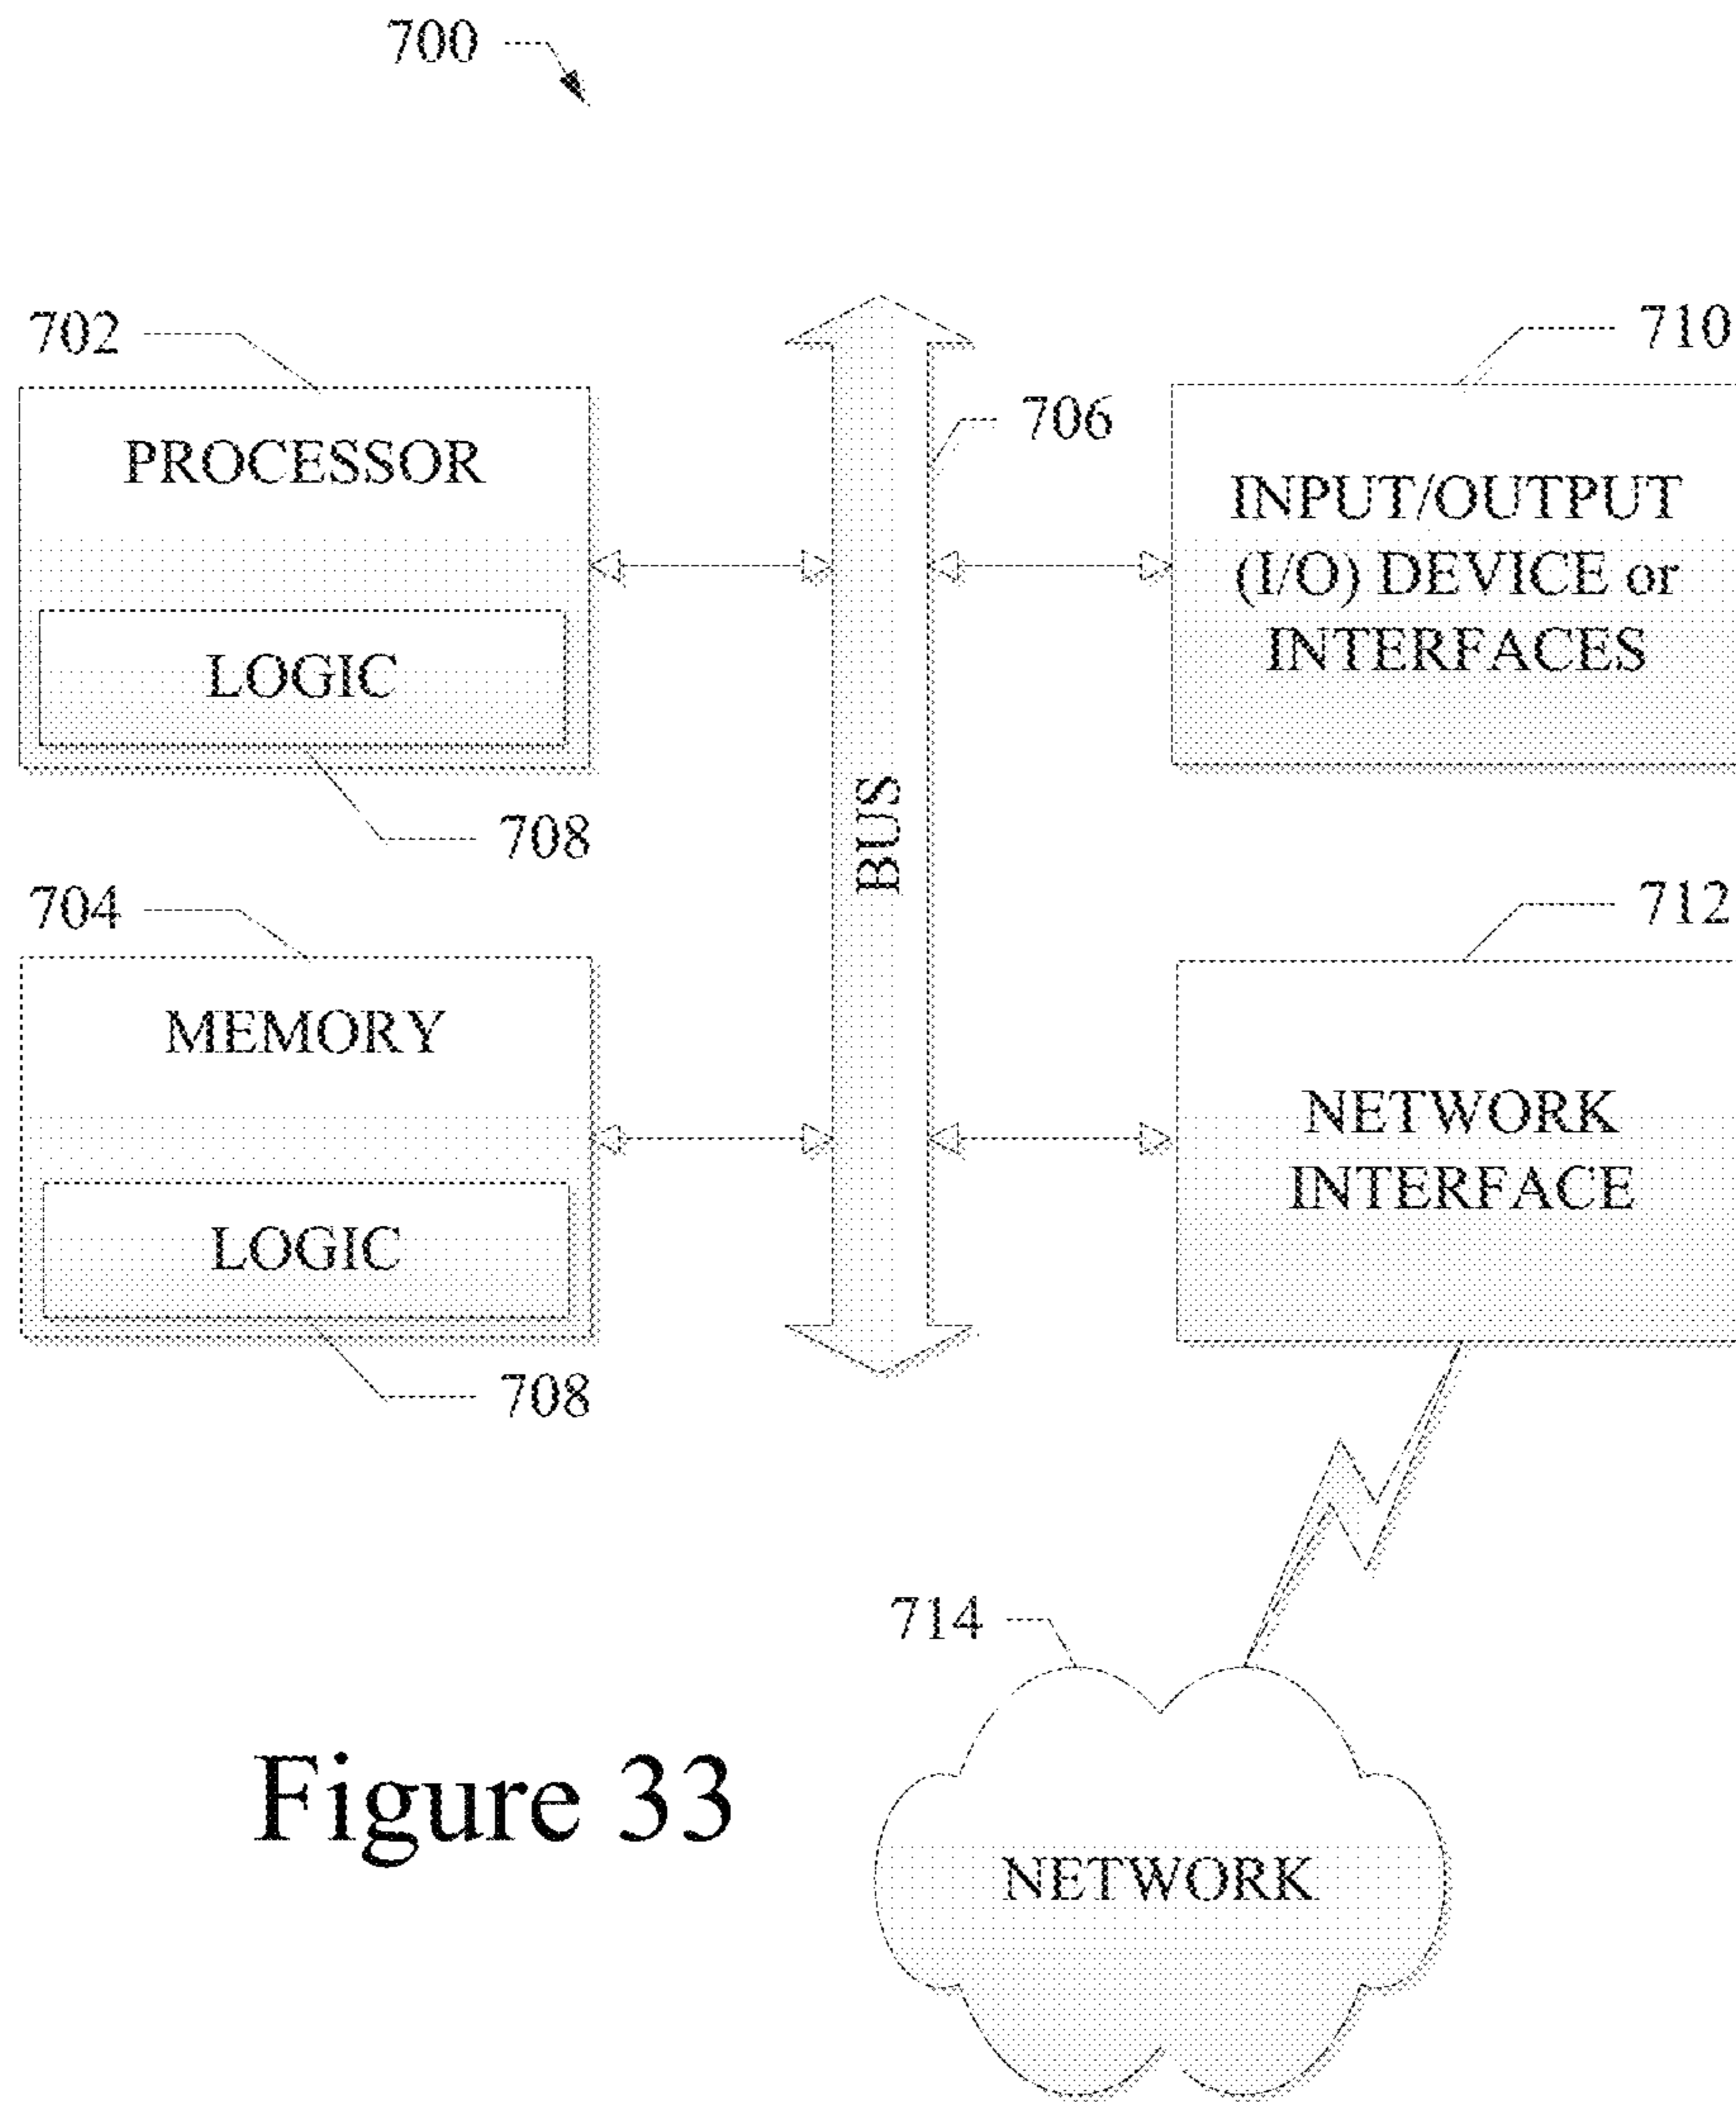 700
702
PROCESSOR
LOGIC
708
704
MEMORY
LOGIC
708
706
BUS
710
INPUT/OUTPUT
(I/O) DEVICE or
INTERFACES
712
NETWORK
INTERFACE
714
NETWORK
Figure 33